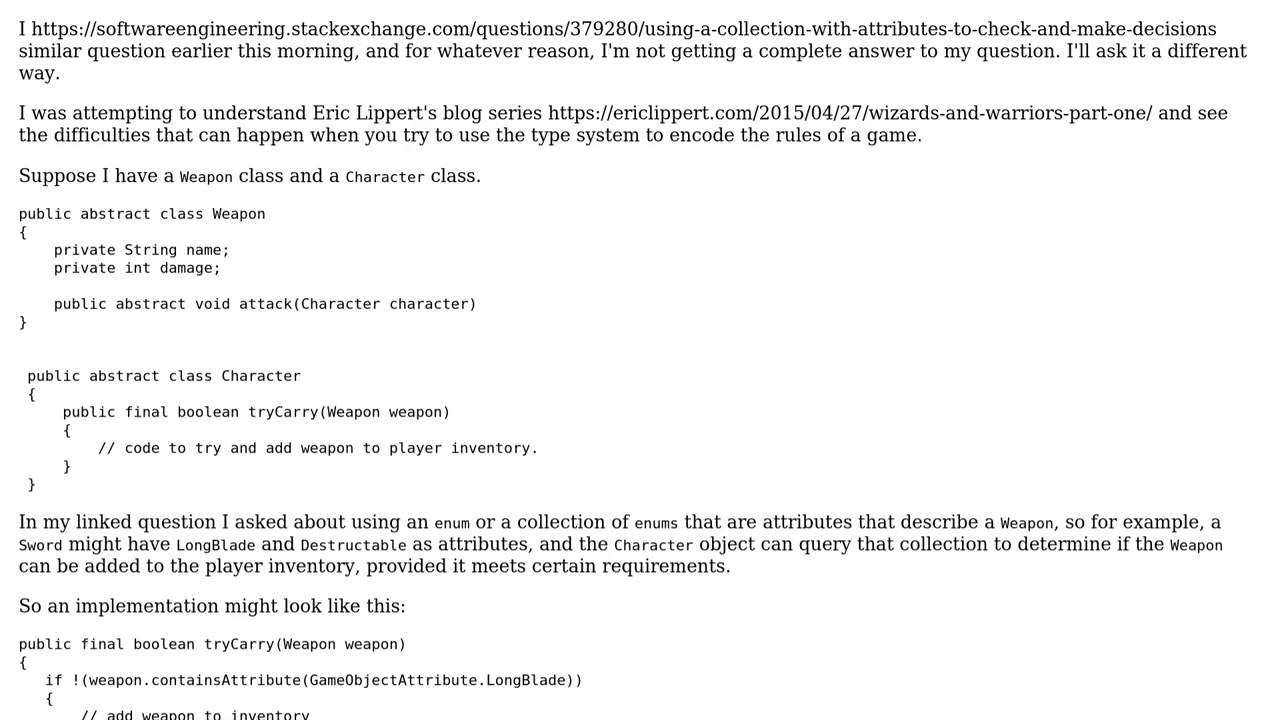 I https://softwareengineering.stackexchange.com/questions/379280/using-a-collection-with-attributes-to-check-and-make-decisions
similar question earlier this morning, and for whatever reason, I'm not getting a complete answer to my question. I'll ask it a different
way.
I was attempting to understand Eric Lippert's blog series https://ericlippert.com/2015/04/27/wizards-and-warriors-part-one/ and see
the difficulties that can happen when you try to use the type system to encode the rules of a game.
Suppose I have a Weapon class and a Character class.
public abstract class Weapon
{
    private String name;
    private int damage;
    public abstract void attack(Character character)
}
 public abstract class Character
 {
     public final boolean tryCarry(Weapon weapon)
     {
         // code to try and add weapon to player inventory.
     }
 }
In my linked question I asked about using an enum or a collection of enums that are attributes that describe a Weapon, so for example, a
Sword might have LongBlade and Destructable as attributes, and the Character object can query that collection to determine if the Weapon
can be added to the player inventory, provided it meets certain requirements.
So an implementation might look like this:
public final boolean tryCarry(Weapon weapon)
{
   if !(weapon.containsAttribute(GameObjectAttribute.LongBlade))
   {
       // add weapon to inventory